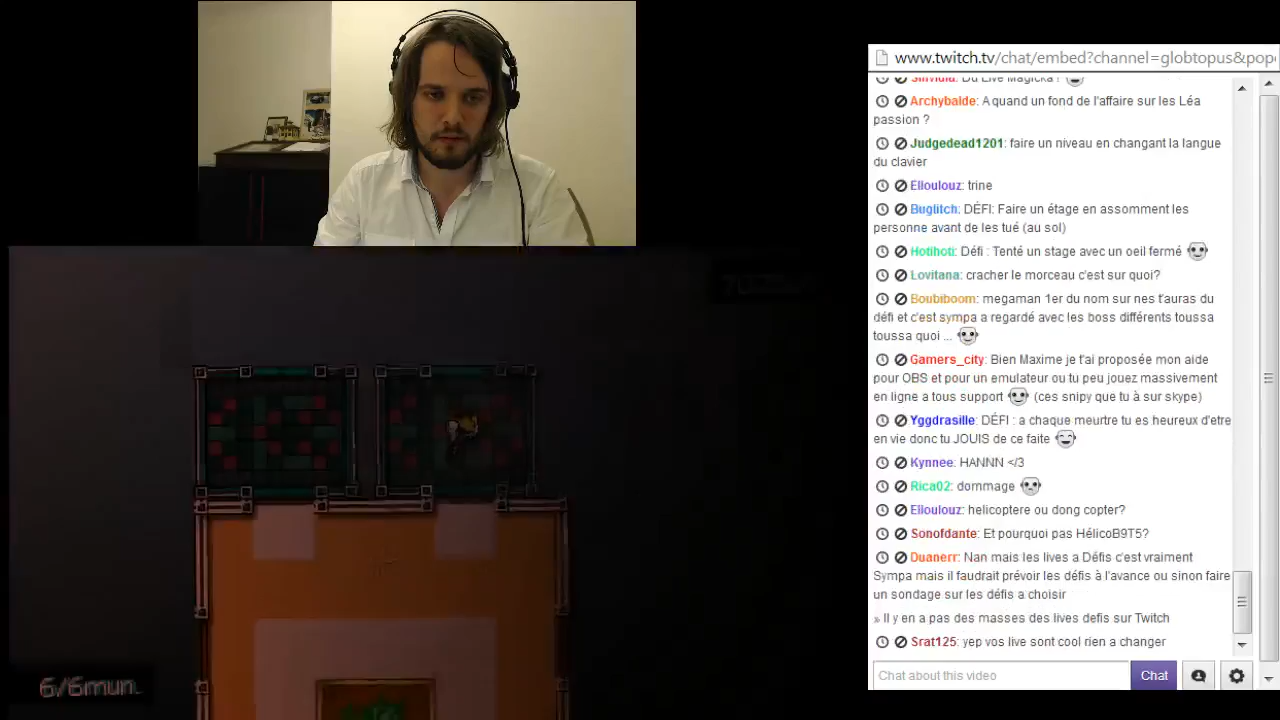 www.twitch.tv/chat/embed?channel=globtopus&pop
Sinvidia: Du Live Magicka !
Archybalde: A quand un fond de l'affaire sur les Léa
passion ?
Judgedead1201: faire un niveau en changant la langue
du clavier
Elloulouz: trine
Buglitch: DÉFI: Faire un étage en assomment les
personne avant de les tué (au sol)
Hotihoti: Défi : Tenté un stage avec un oeil fermé
Lovitana: cracher le morceau c'est sur quoi?
Boubiboom: megaman 1er du nom sur nes t'auras du
défi et c'est sympa a regardé avec les boss différents toussa
toussa quoi ...
Gamers_city: Bien Maxime je t'ai proposée mon aide
pour OBS et pour un emulateur ou tu peu jouez massivement
en ligne a tous support (ces snipy que tu à sur skype)
Yggdrasille: DÉFI : a chaque meurtre tu es heureux d'etre
en vie donc tu JOUIS de ce faite
Kynnee: HANNN </3
Rica02: dommage
Elloulouz: helicoptere ou dong copter?
Sonofdante: Et pourquoi pas HélicoB9T5?
Duanerr: Nan mais les lives a Défis c'est vraiment
Sympa mais il faudrait prévoir les défis à l'avance ou sinon faire
un sondage sur les défis a choisir
» Il y en a pas des masses des lives defis sur Twitch
Srat125: yep vos live sont cool rien a changer
Chat about this video
Chat
6/6mun.